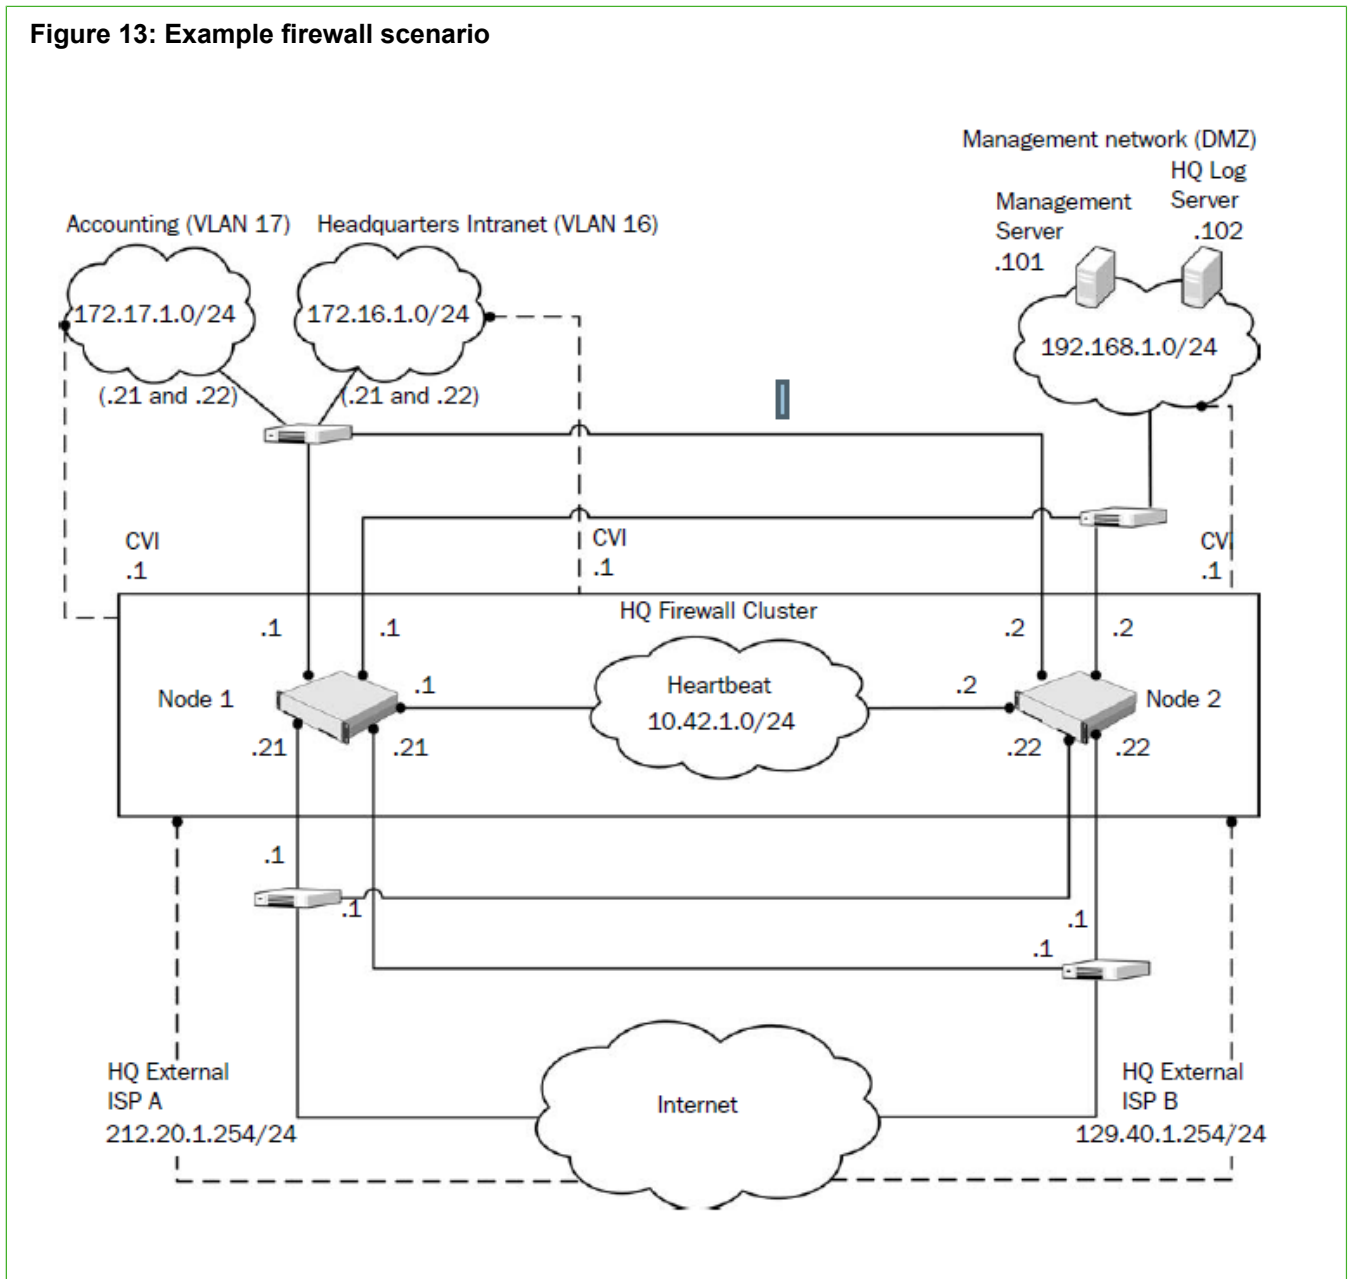 Figure 13: Example firewall scenario
Management network (DMZ)
HQ Log
Server
.102
Management
Server
.101
Accounting (VLAN 17)
Headquarters Intranet (VLAN 16)
172.17.1.0/24
172.16.1.0/24
192.168.1.0/24
(.21 and .22)
(.21 and .22)
CVI
.1
CVI
.1
CVI
.1
HQ Firewall Cluster
.1
.1
.2
.2
Node 1
.1
Heartbeat
10.42.1.0/24
.2
Node 2
.21
.21
.22
.22
.1
.1
.1
.1
HQ External
ISP A
212.20.1.254/24
Internet
HQ External
ISP B
129.40.1.254/24